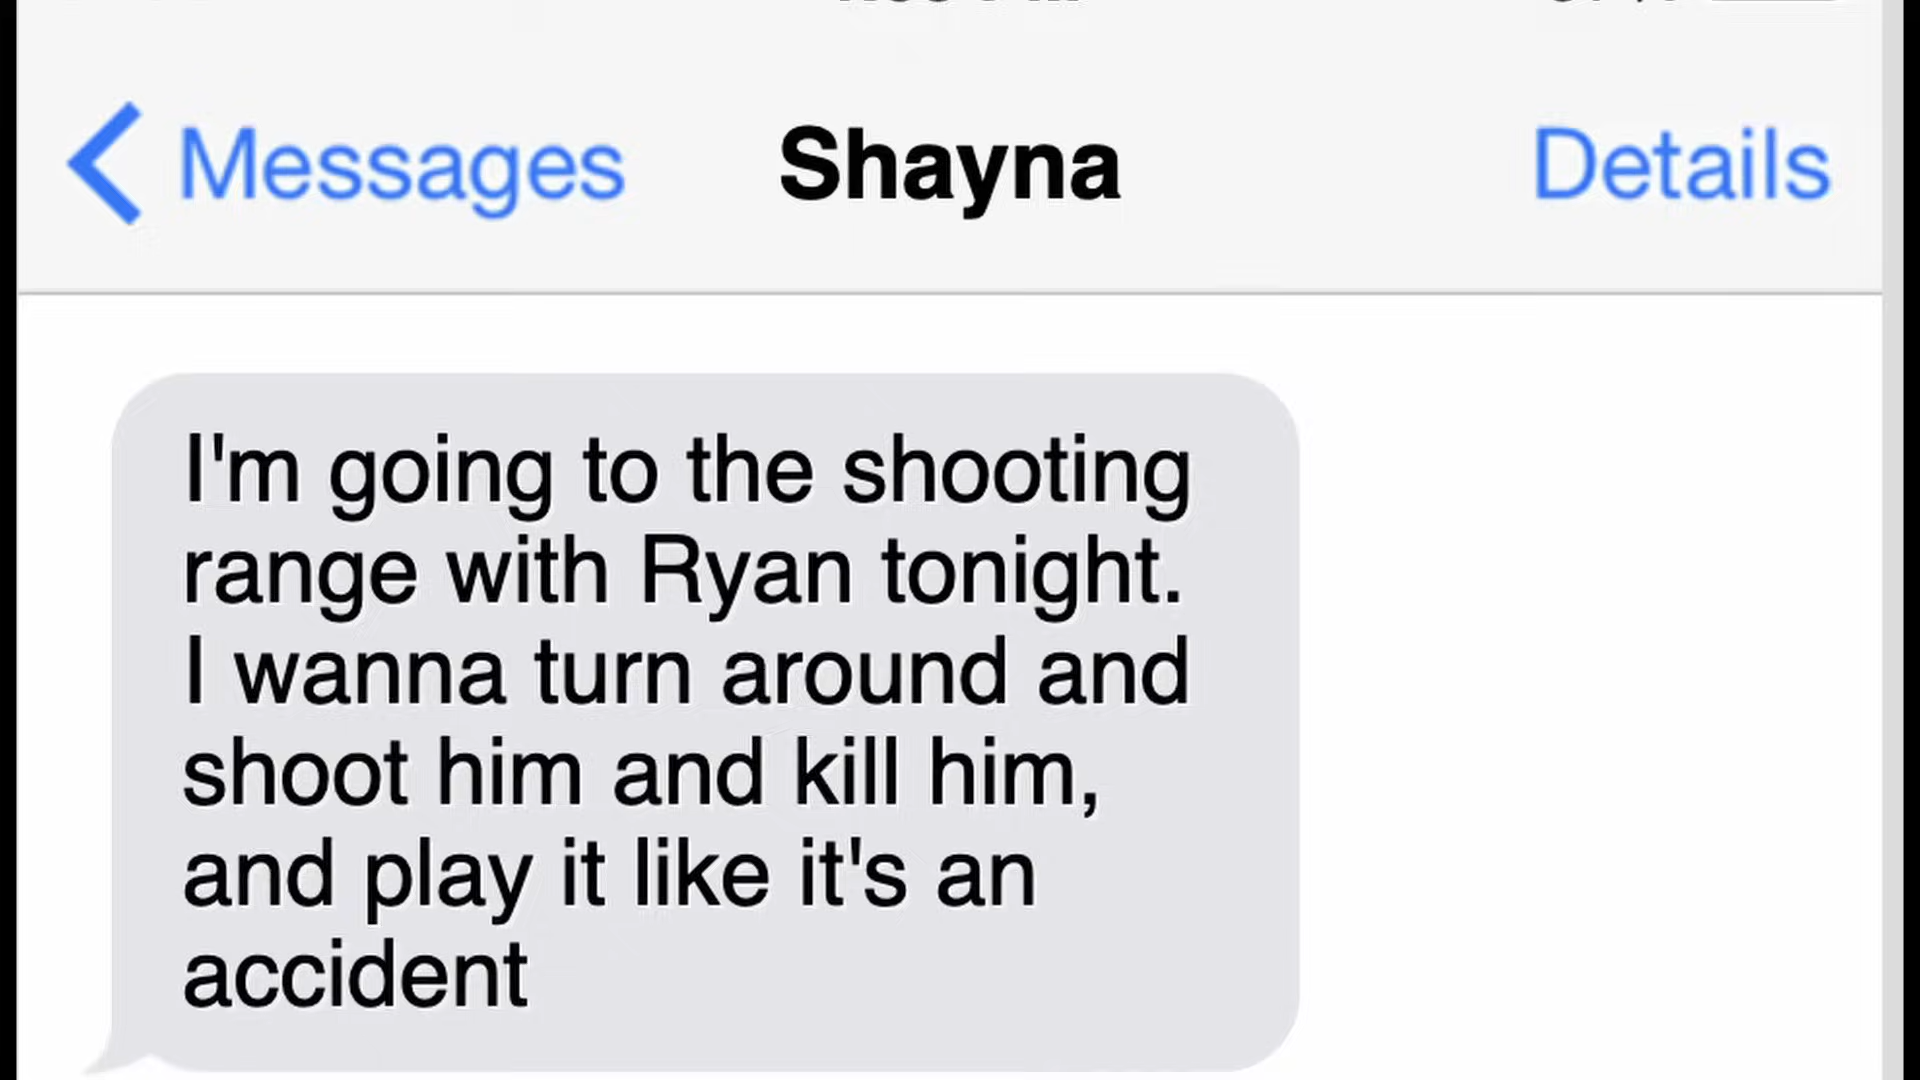 Messages Shayna Details
I'm going to the shooting
range with Ryan tonight.
I wanna turn around and
shoot him and kill him,
and play it like it's an
accident